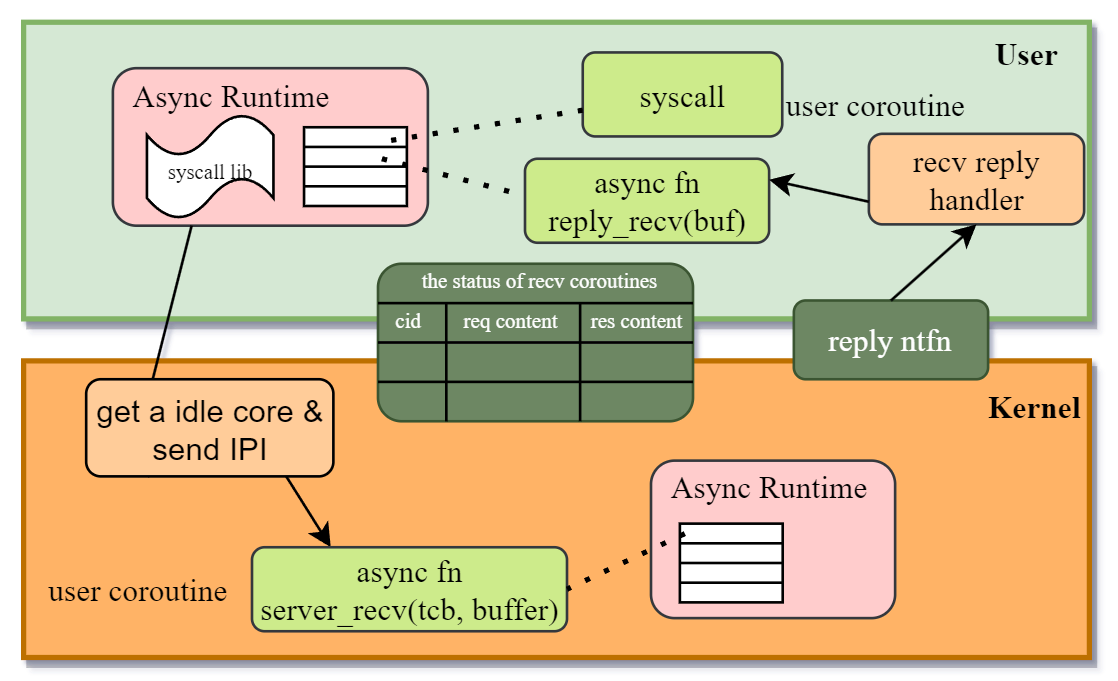 User
Async Runtime
syscall lib
syscall
user coroutine
async fn
reply_recv(buf)
recv reply
handler
the status of recv coroutines
cid
req content
res content
reply ntfn
Kernel
get a idle core &
send IPI
Async Runtime
user coroutine
async fn
server_recv(tcb, buffer)